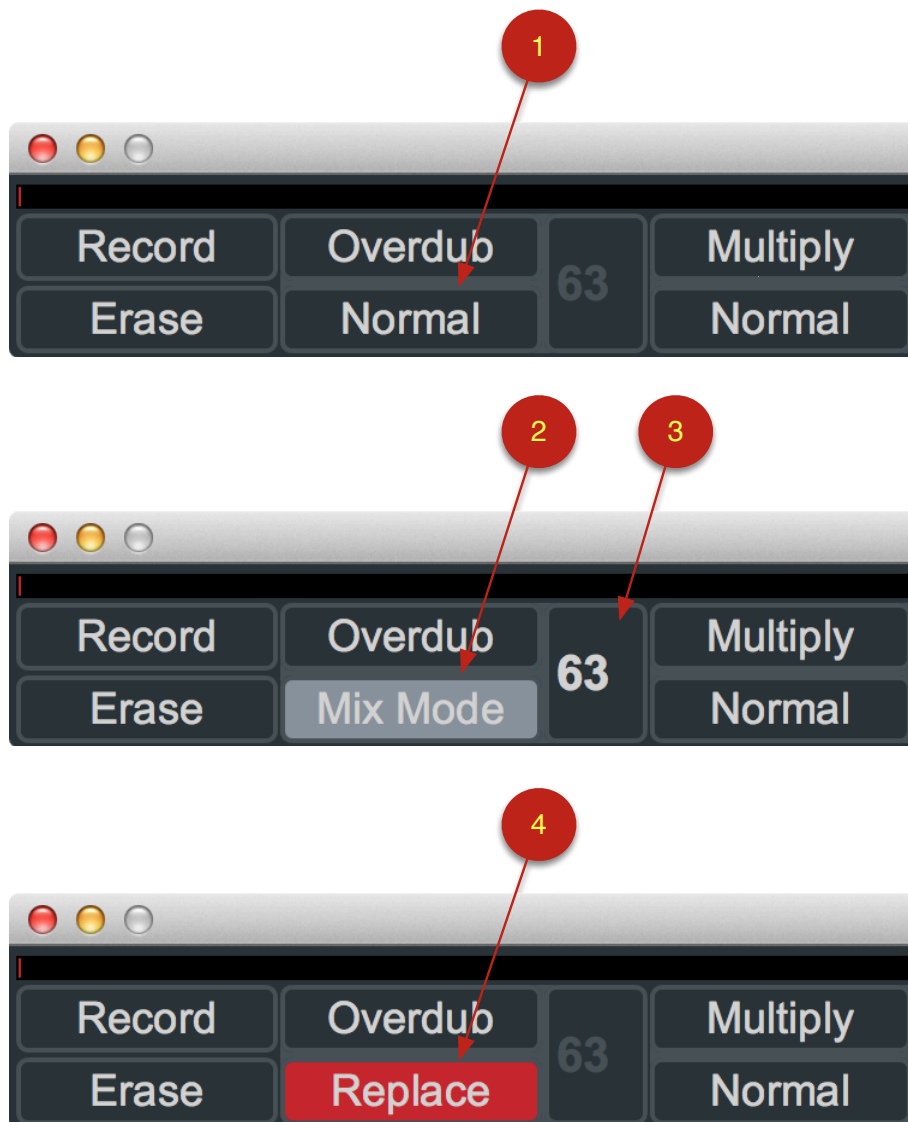 1
Record Overdub 63 Multiply
Erase Normal Normal
2 3
Record Overdub 63 Multiply
Erase Mix Mode Normal
4
Record Overdub 63 Multiply
Erase Replace Normal